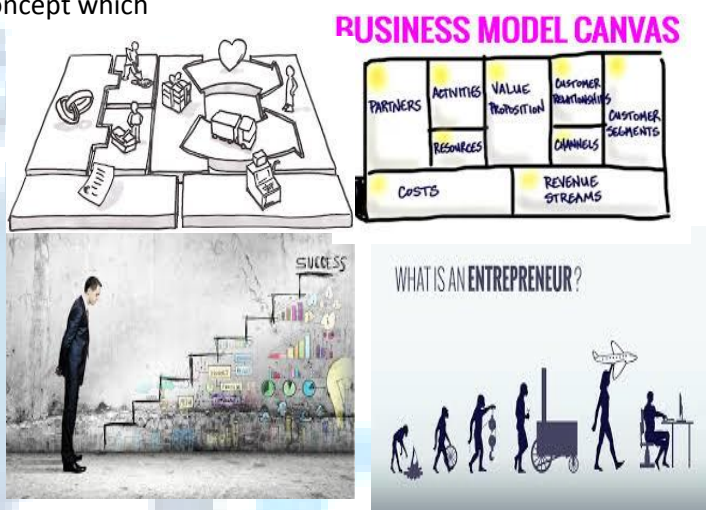 oncept which
BUSINESS MODEL CANVAS
PARTNERS
ACTIVITIES
VALUE
PROPOSITION
CUSTOMER
RELATIONSHIPS
CUSTOMER
SEGMENTS
RESOURCES
CHANNELS
COSTS
REVENUE
STREAMS
SUCCESS
WHAT IS AN ENTREPRENEUR?